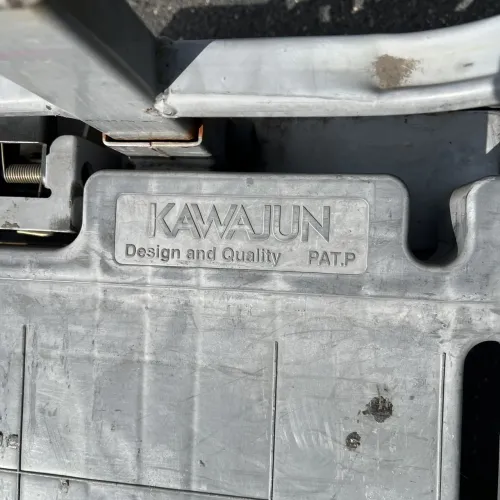 KAWAJUN
Design and Quality PAT.P